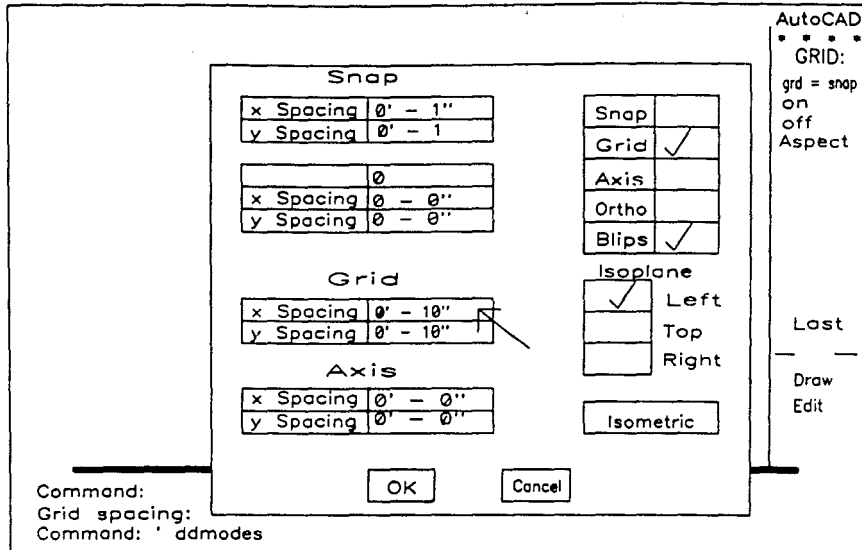 AutoCAD
* * * *
GRID:
grd = snap
on
off
Aspect
Last
Draw
Edit
Snap
x Spacing 0' - 1"
y Spacing 0' - 1
0
x Spacing 0 - 0"
y Spacing 0 - 0"
Grid
x Spacing 0' - 10"
y Spacing 0' - 10"
Axis
x Spacing 0' - 0"
y Spacing 0' - 0"
Snap
Grid
Axis
Ortho
Blips
Isoplane
Left
Top
Right
Isometric
OK
Cancel
Command:
Grid spacing:
Command: ' ddmodes